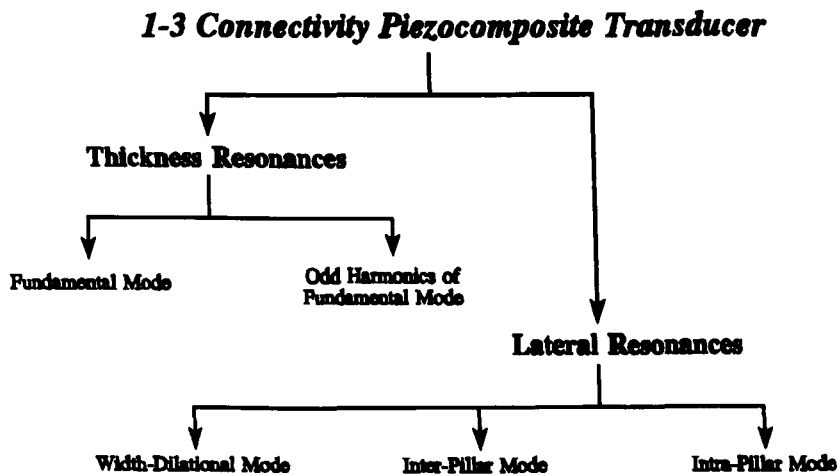 1-3 Connectivity Piezocomposite Transducer
Thickness Resonances
Fundamental Mode
Odd Harmonics of
Fundamental Mode
Lateral Resonances
Width-Dilational Mode
Inter-Pillar Mode
Intra-Pillar Mode